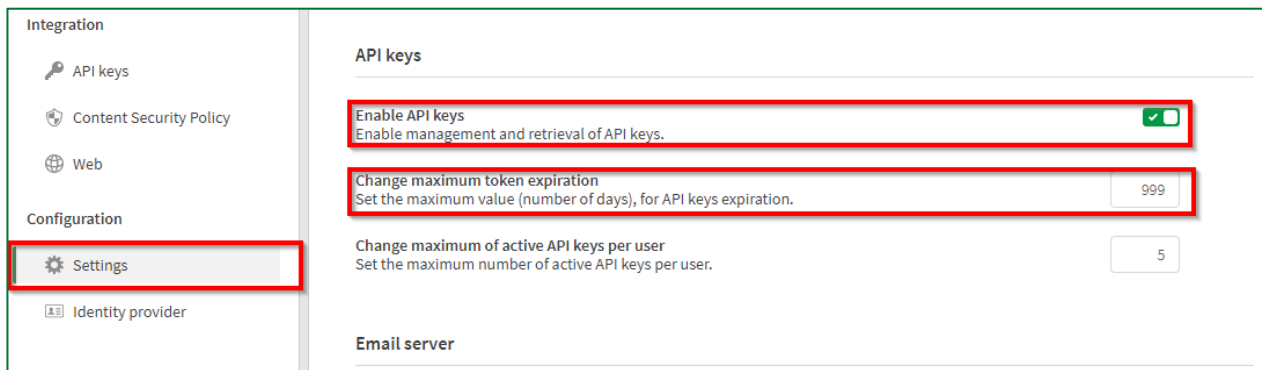 Integration
API keys
Content Security Policy
Web
Configuration
Settings
Identity provider
API keys
Enable API keys
Enable management and retrieval of API keys.
Change maximum token expiration
999
Set the maximum value (number of days), for API keys expiration.
Change maximum of active API keys per user
5
Set the maximum number of active API keys per user.
Email server